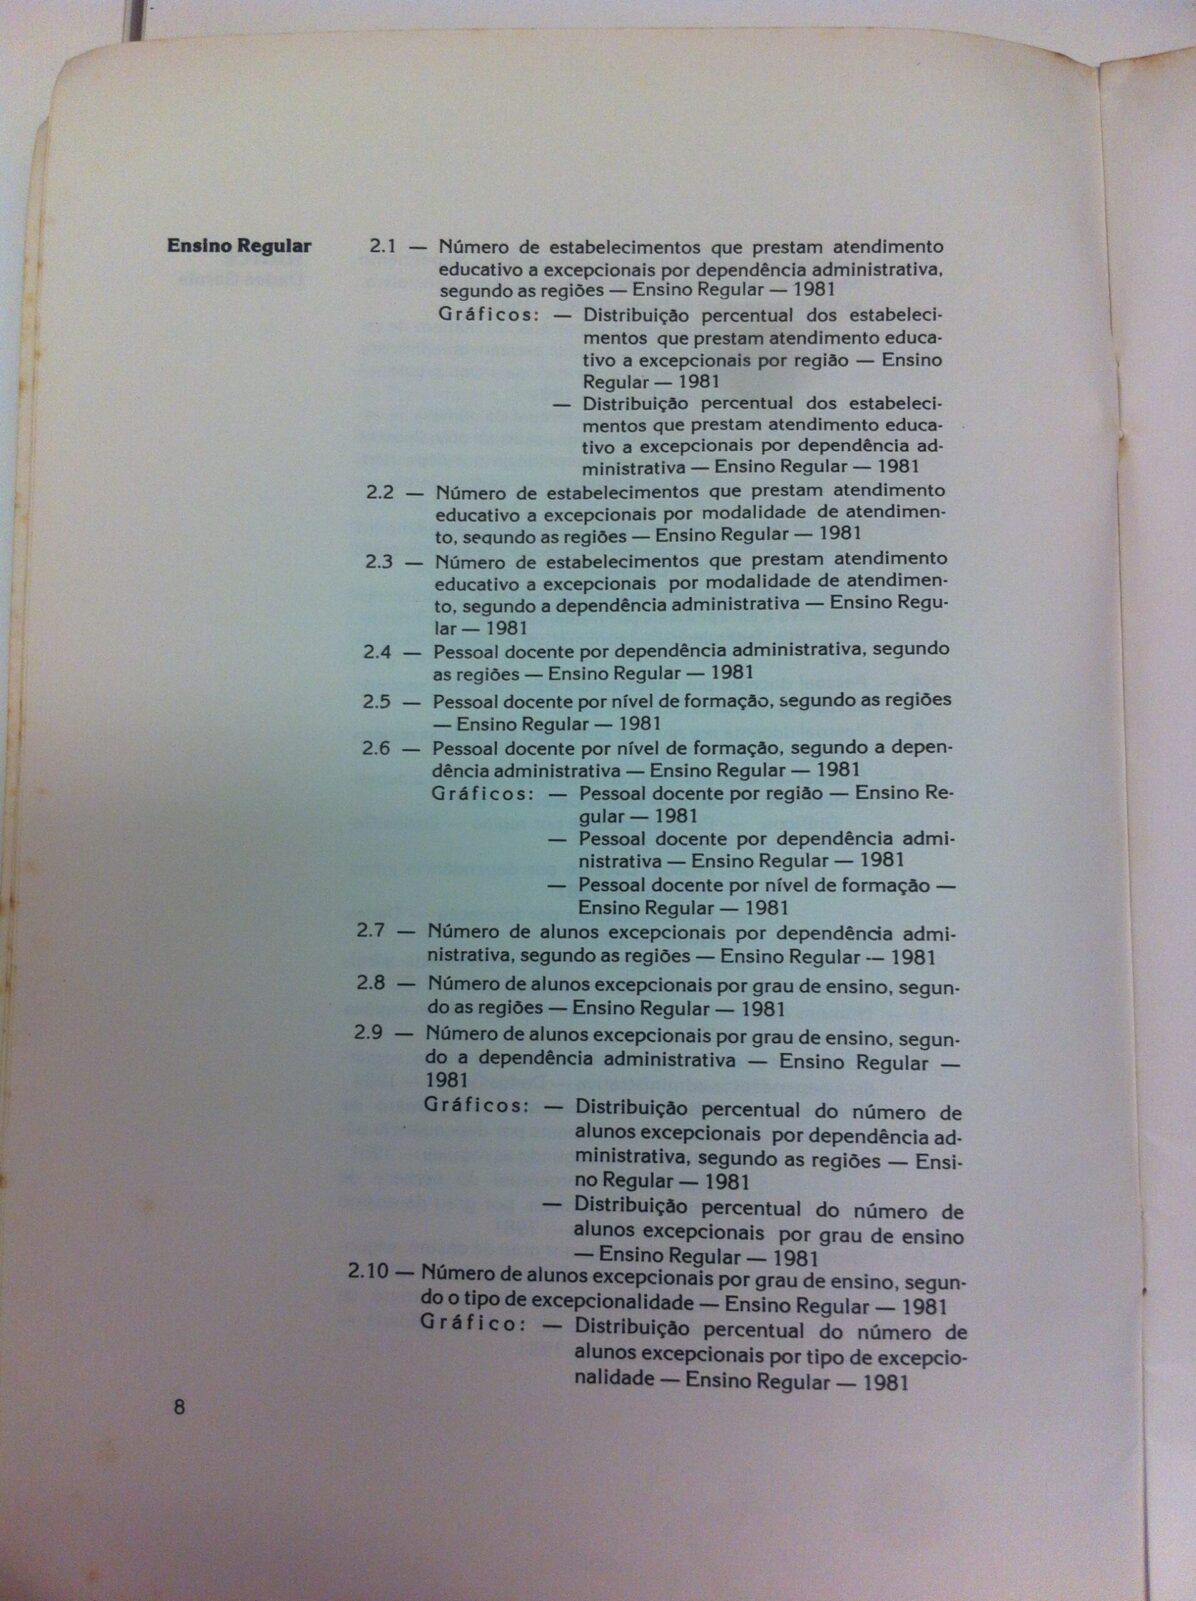 Ensino Regular
2.1 — Número de estabelecimentos que prestam atendimento
educativo a excepcionais por dependência administrativa,
segundo as regiões — Ensino Regular — 1981
Gráficos: — Distribuição percentual dos estabeleci-
mentos que prestam atendimento educa-
tivo a excepcionais por região — Ensino
Regular — 1981
— Distribuição percentual dos estabeleci-
mentos que prestam atendimento educa-
tivo a excepcionais por dependência ad-
ministrativa — Ensino Regular — 1981
2.2 — Número de estabelecimentos que prestam atendimento
educativo a excepcionais por modalidade de atendimen-
to, segundo as regiões — Ensino Regular — 1981
2.3 — Número de estabelecimentos que prestam atendimento
educativo a excepcionais por modalidade de atendimen-
to, segundo a dependência administrativa — Ensino Regu-
lar — 1981
2.4 — Pessoal docente por dependência administrativa, segundo
as regiões — Ensino Regular — 1981
2.5 — Pessoal docente por nível de formação, segundo as regiões
— Ensino Regular — 1981
2.6 — Pessoal docente por nível de formação, segundo a depen-
dência administrativa — Ensino Regular — 1981
Gráficos: — Pessoal docente por região — Ensino Re-
gular — 1981
— Pessoal docente por dependência admi-
nistrativa — Ensino Regular — 1981
— Pessoal docente por nível de formação —
Ensino Regular — 1981
2.7 — Número de alunos excepcionais por dependência admi-
nistrativa, segundo as regiões — Ensino Regular — 1981
2.8 — Número de alunos excepcionais por grau de ensino, segun-
do as regiões — Ensino Regular — 1981
2.9 — Número de alunos excepcionais por grau de ensino, segun-
do a dependência administrativa — Ensino Regular —
1981
Gráficos: — Distribuição percentual do número de
alunos excepcionais por dependência ad-
ministrativa, segundo as regiões — Ensi-
no Regular — 1981
— Distribuição percentual do número de
alunos excepcionais por grau de ensino
— Ensino Regular — 1981
2.10 — Número de alunos excepcionais por grau de ensino, segun-
do o tipo de excepcionalidade — Ensino Regular — 1981
Gráfico: — Distribuição percentual do número de
alunos excepcionais por tipo de excepcio-
nalidade — Ensino Regular — 1981
8